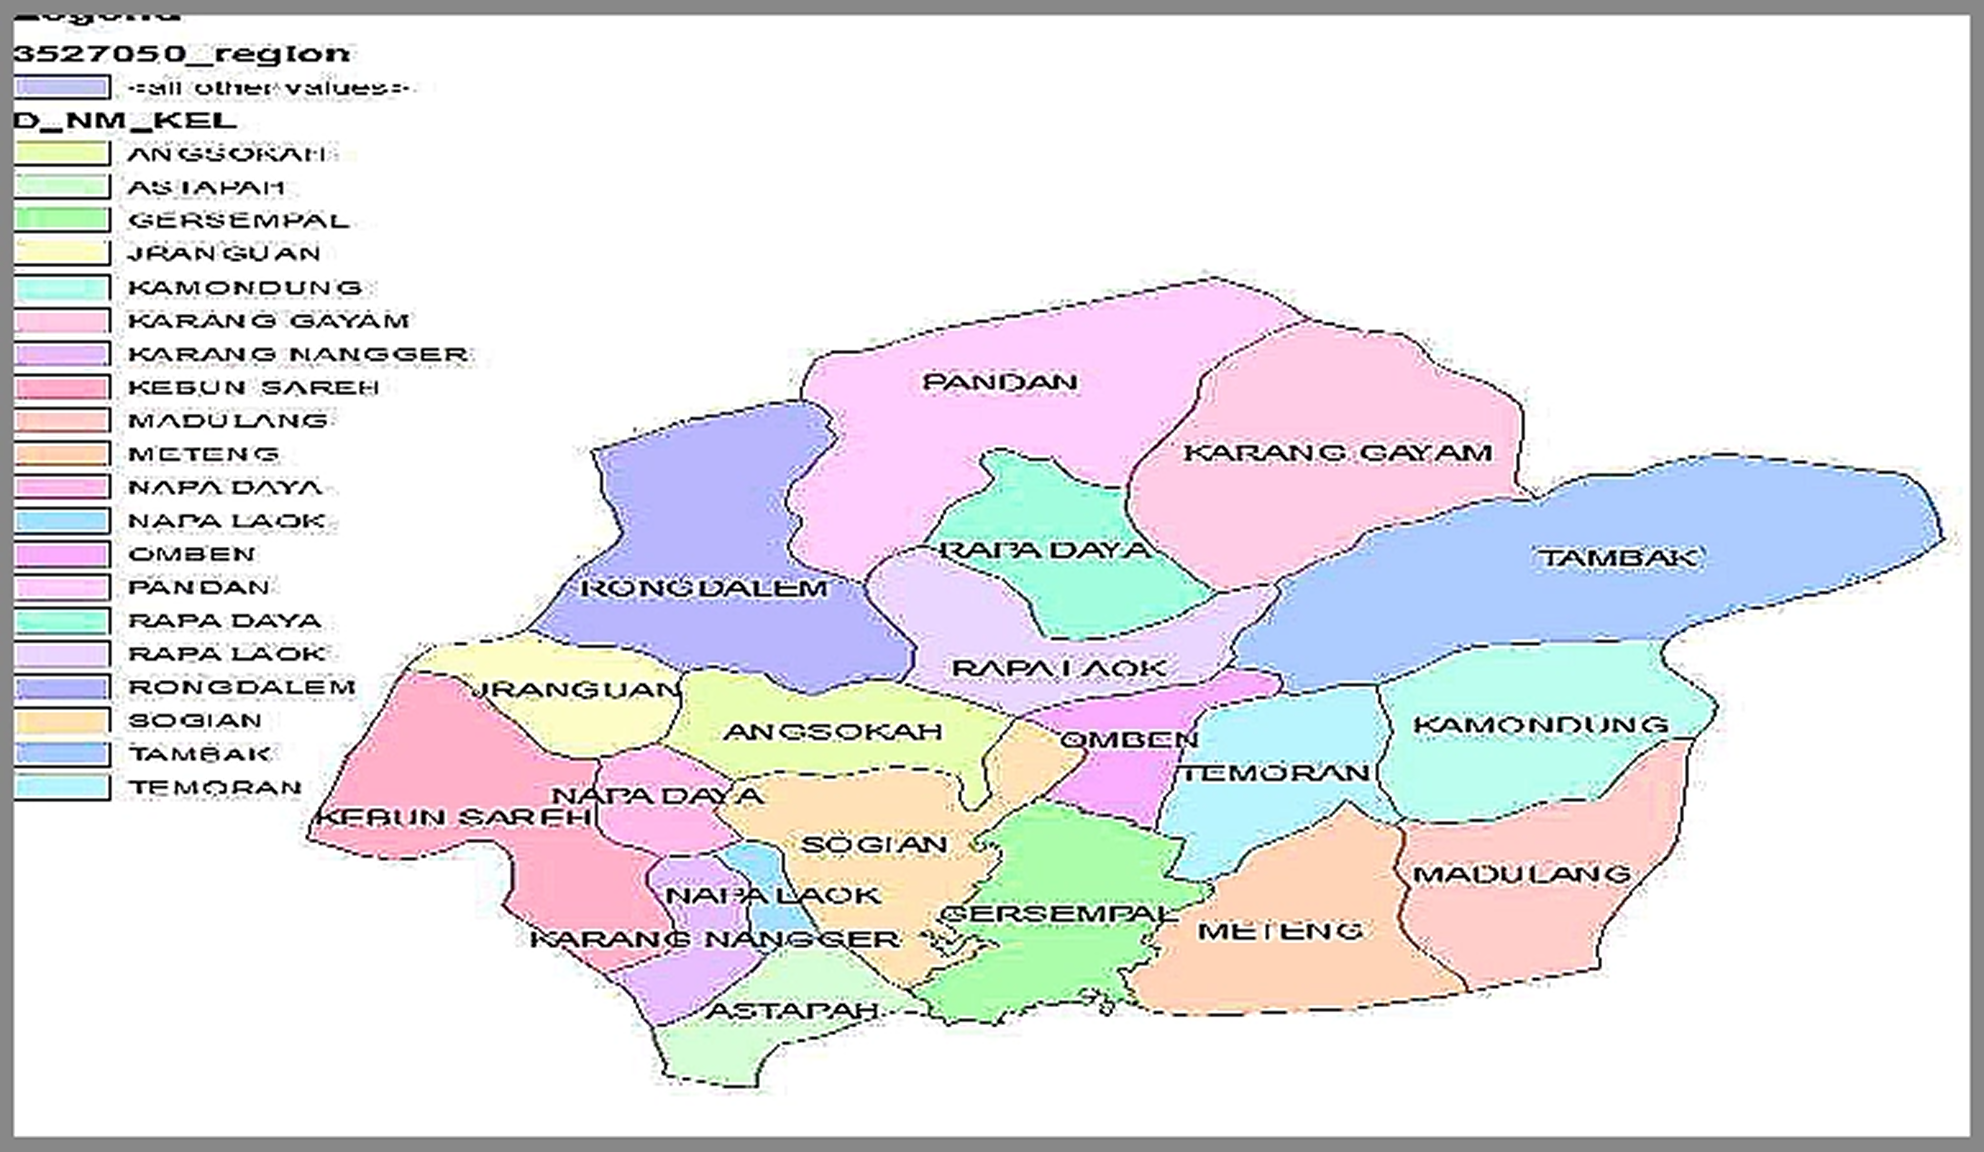 Legend
3527050_region
<all other values>
D_NM_KEL
ANGSOKAH
ASTAPAH
GERSEMPAL
JRANGUAN
KAMONDUNG
KARANG GAYAM
KARANG NANGGER
KEBUN SAREH
MADULANG
METENG
NAPA DAYA
NAPA LAOK
OMBEN
PANDAN
RAPA DAYA
RAPA LAOK
RONGDALEM
SOGIAN
TAMBAK
TEMORAN
PANDAN
KARANG GAYAM
RAPA DAYA
TAMBAK
RONGDALEM
RAPA LAOK
JRANGUAN
ANGSOKAH
OMBEN
KAMONDUNG
TEMORAN
NAPA DAYA
KEBUN SAREH
SOGIAN
MADULANG
NAPA LAOK
GERSEMPAL
METENG
KARANG NANGGER
ASTAPAH